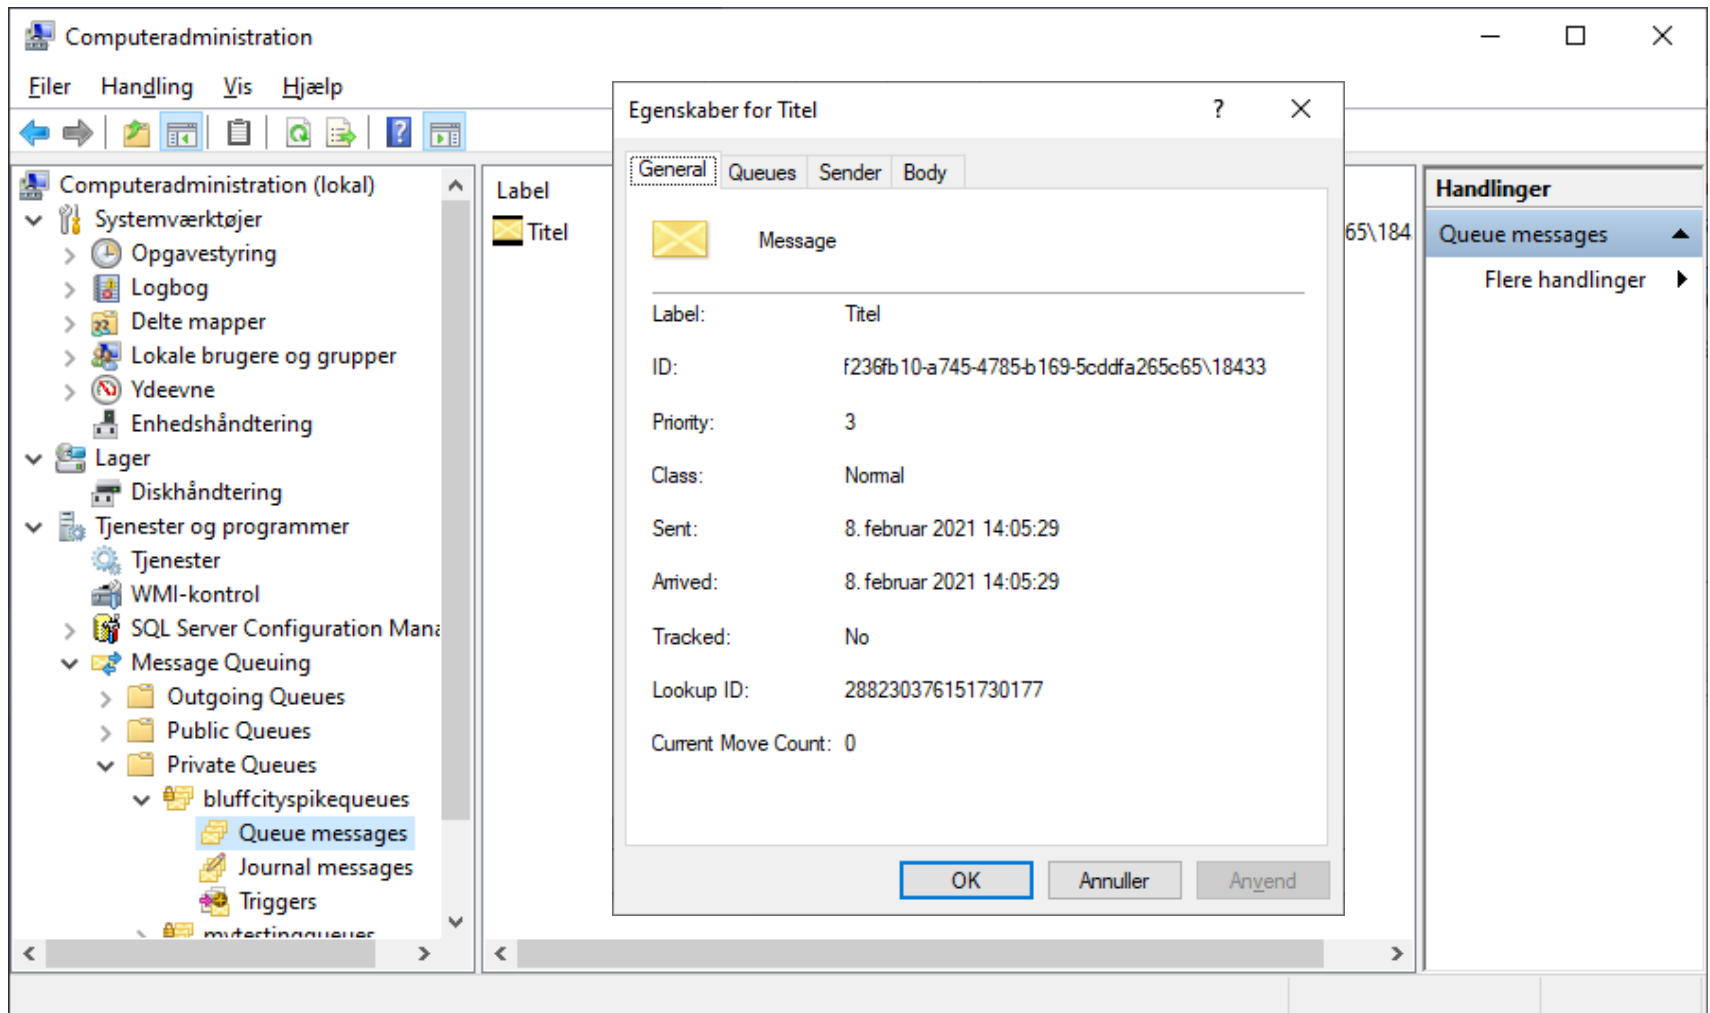 Computeradministration
Filer Handling Vis Hjælp
Computeradministration (lokal)
Systemværktøjer
Opgavestyring
Logbog
Delte mapper
Lokale brugere og grupper
Ydeevne
Enhedshåndtering
Lager
Diskhåndtering
Tjenester og programmer
Tjenester
WMI-kontrol
SQL Server Configuration Mana
Message Queuing
Outgoing Queues
Public Queues
Private Queues
bluffcityspikequeues
Queue messages
Journal messages
Triggers
mytestingqueues
Label
Titel
65\184
Egenskaber for Titel ?
General Queues Sender Body
Message
Label: Titel
ID: f236fb10-a745-4785-b169-5cddfa265c65\18433
Priority: 3
Class: Normal
Sent: 8. februar 2021 14:05:29
Arrived: 8. februar 2021 14:05:29
Tracked: No
Lookup ID: 288230376151730177
Current Move Count: 0
OK Annuller Anvend
Handlinger
Queue messages
Flere handlinger